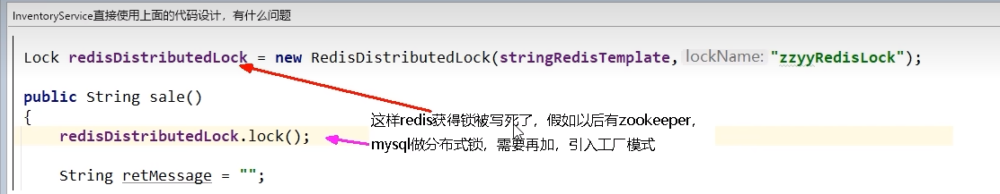 InventoryService直接使用上面的代码设计，有什么问题
Lock redisDistributedLock = new RedisDistributedLock(stringRedisTemplate, lockName: "zzyyRedisLock");
public String sale()
{
redisDistributedLock.lock();
这样redis获得锁被写死了，假如以后有zookeeper，
mysql做分布式锁，需要再加，引入工厂模式
String retMessage = "";